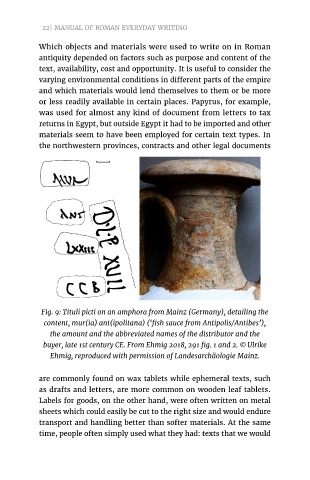 22| MANUAL OF ROMAN EVERYDAY WRITING
Which objects and materials were used to write on in Roman
antiquity depended on factors such as purpose and content of the
text, availability, cost and opportunity. It is useful to consider the
varying environmental conditions in different parts of the empire
and which materials would lend themselves to them or be more
or less readily available in certain places. Papyrus, for example,
was used for almost any kind of document from letters to tax
returns in Egypt, but outside Egypt it had to be imported and other
materials seem to have been employed for certain text types. In
the northwestern provinces, contracts and other legal documents
MUR
ANT
LXXIII
CCB
Fig. 9: Tituli picti on an amphora from Mainz (Germany), detailing the
content, mur(ia) ant(ipolitana) ('fish sauce from Antipolis/Antibes'),
the amount and the abbreviated names of the distributor and the
buyer, late 1st century CE. From Ehmig 2018, 291 fig. 1 and 2. © Ulrike
Ehmig, reproduced with permission of Landesarchäologie Mainz.
are commonly found on wax tablets while ephemeral texts, such
as drafts and letters, are more common on wooden leaf tablets.
Labels for goods, on the other hand, were often written on metal
sheets which could easily be cut to the right size and would endure
transport and handling better than softer materials. At the same
time, people often simply used what they had: texts that we would